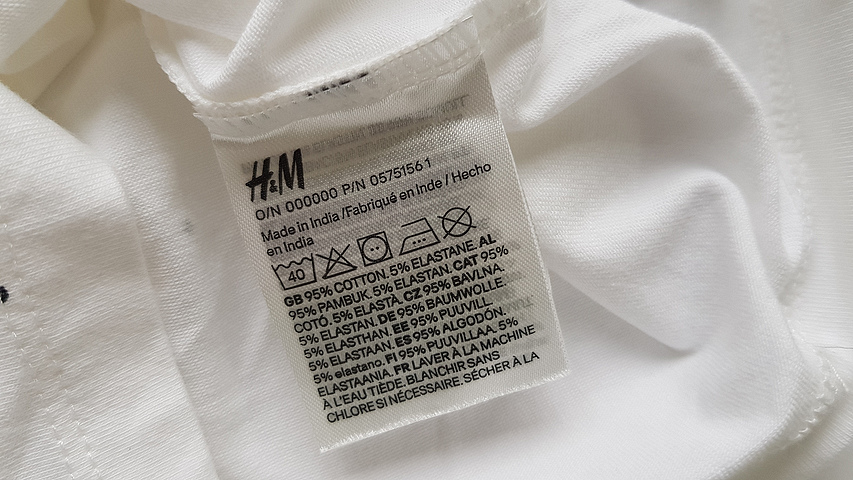 H&M
O/N 000000 P/N 0575156 1
Made in India /Fabriqué en Inde / Hecho
en India
40
GB 95% COTTON. 5% ELASTANE. AL
95% PAMBUK. 5% ELASTAN. CAT 95%
COTÓ. 5% ELASTÀ. CZ 95% BAVLNA.
5% ELASTAN. DE 95% BAUMWOLLE.
5% ELASTHAN. EE 95% PUUVILL.
5% ELASTAAN. ES 95% ALGODÓN.
5% elastano. FI 95% PUUVILLAA. 5%
ELASTAANIA. FR LAVER À LA MACHINE
À L'EAU TIÈDE. BLANCHIR SANS
CHLORE SI NÉCESSAIRE. SÉCHER À LA